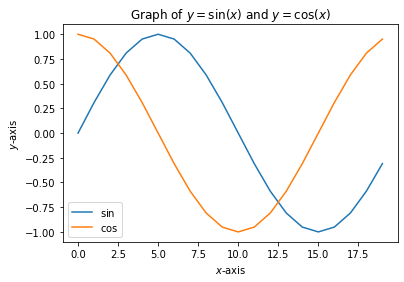 Graph of y = sin(x) and y = cos(x)
1.00
0.75
0.50
0.25
0.00
−0.25
−0.50
−0.75
−1.00
y-axis
sin
cos
0.0 2.5 5.0 7.5 10.0 12.5 15.0 17.5
x-axis